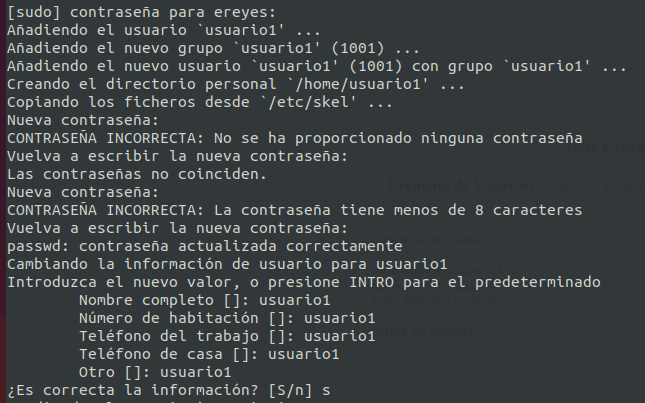 [sudo] contraseña para ereyes:
Añadiendo el usuario `usuario1' ...
Añadiendo el nuevo grupo `usuario1' (1001) ...
Añadiendo el nuevo usuario `usuario1' (1001) con grupo `usuario1' ...
Creando el directorio personal `/home/usuario1' ...
Copiando los ficheros desde `/etc/skel' ...
Nueva contraseña:
CONTRASEÑA INCORRECTA: No se ha proporcionado ninguna contraseña
Vuelva a escribir la nueva contraseña:
Las contraseñas no coinciden.
Nueva contraseña:
CONTRASEÑA INCORRECTA: La contraseña tiene menos de 8 caracteres
Vuelva a escribir la nueva contraseña:
passwd: contraseña actualizada correctamente
Cambiando la información de usuario para usuario1
Introduzca el nuevo valor, o presione INTRO para el predeterminado
Nombre completo []: usuario1
Número de habitación []: usuario1
Teléfono del trabajo []: usuario1
Teléfono de casa []: usuario1
Otro []: usuario1
¿Es correcta la información? [S/n] s